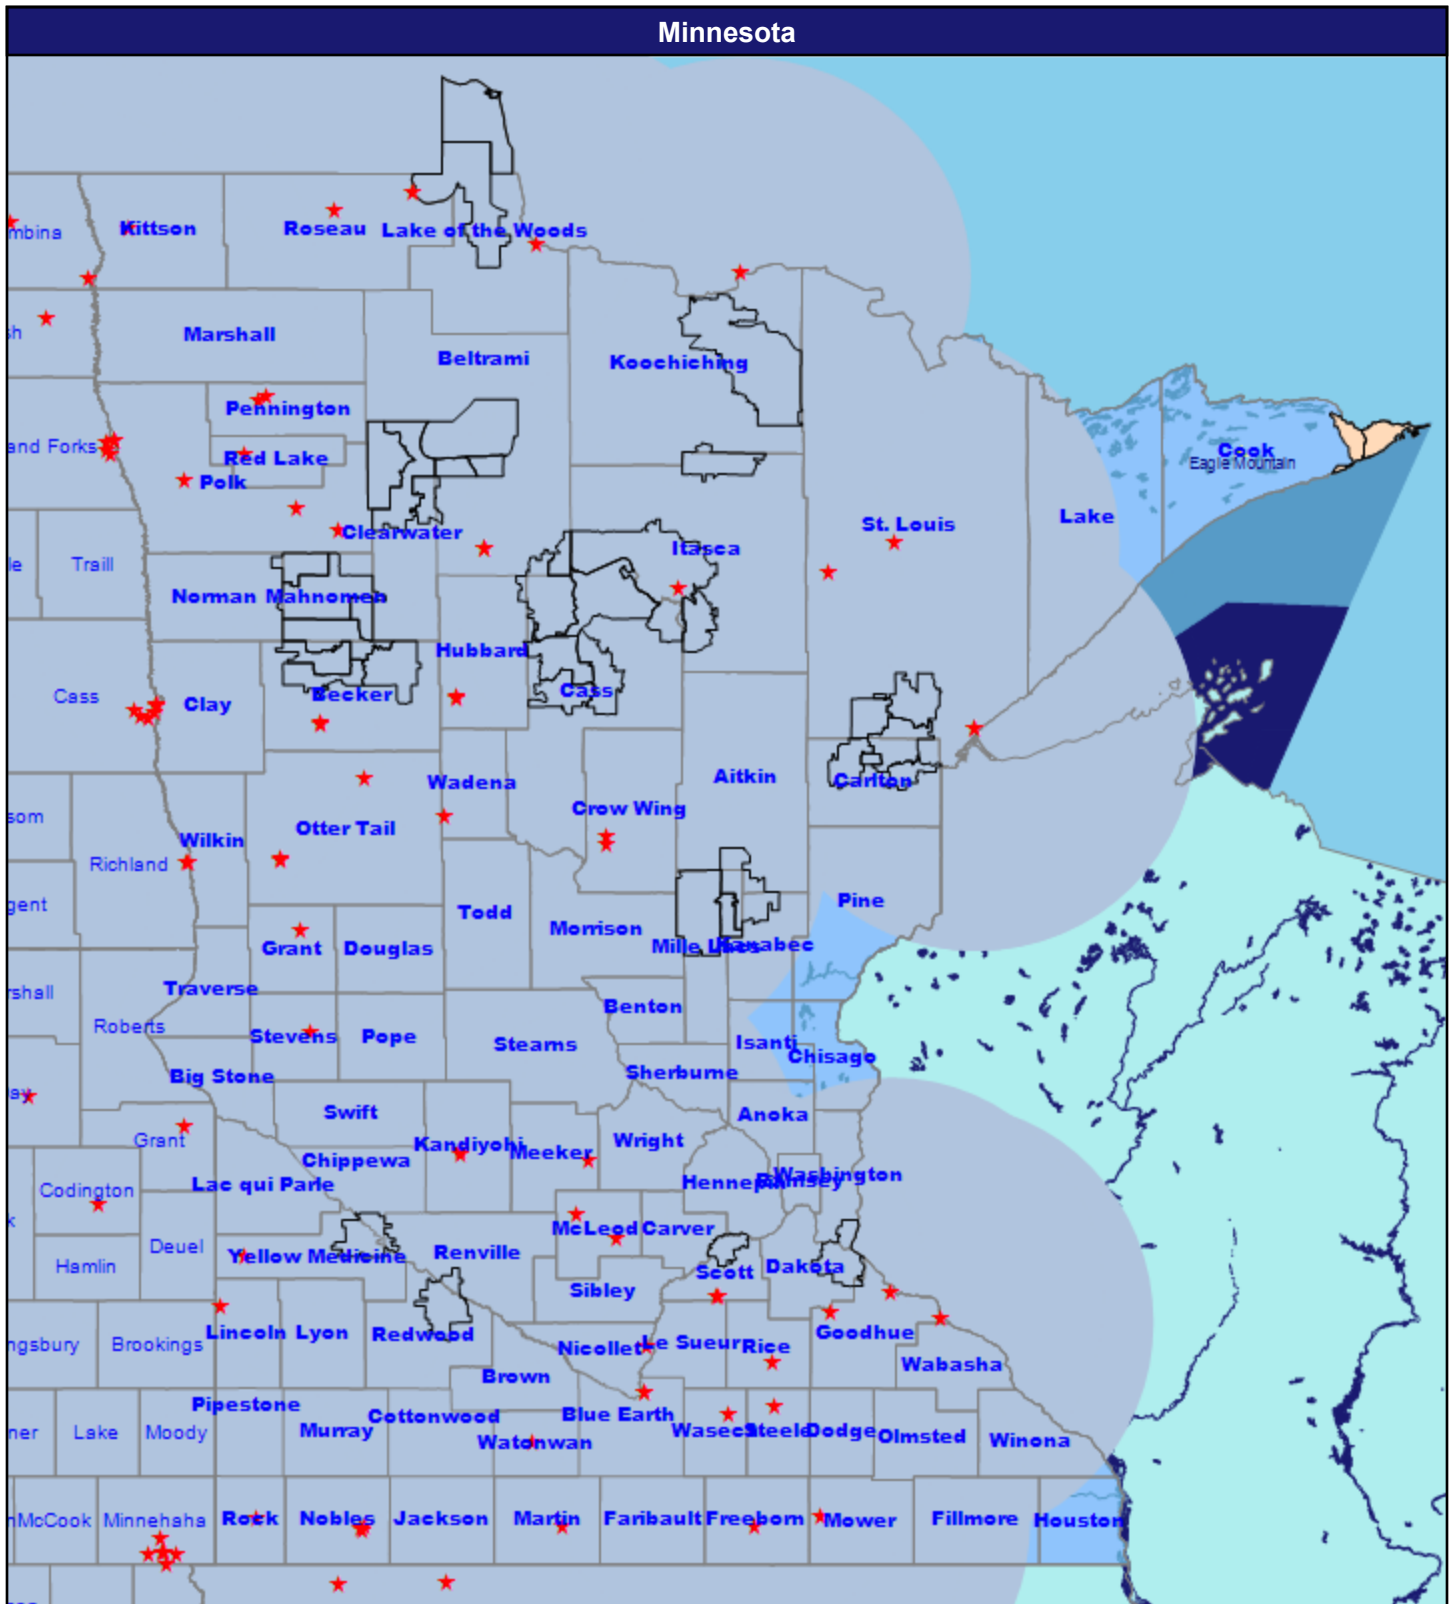 Minnesota
mbina
Kittson
Roseau
Lake of the Woods
sh
Marshall
Beltrami
Koochiching
Pennington
and Forks
Red Lake
Polk
Cook
Eagle Mountain
Clearwater
St. Louis
Lake
Itasca
le
Traill
Norman
Mahnomen
Hubbard
Cass
Clay
Becker
Cass
Wadena
Aitkin
Carlton
Crow Wing
som
Otter Tail
Wilkin
Richland
gent
Todd
Pine
Morrison
Grant
Douglas
Mille Lacs
Kanabec
rshall
Traverse
Benton
Roberts
Stevens
Pope
Stearns
Isanti
Chisago
Big Stone
Sherburne
ay
Swift
Anoka
Grant
Kandiyohi
Meeker
Wright
Chippewa
Codington
Lac qui Parle
Hennepin
Ramsey
Washington
k
McLeod
Carver
Deuel
Yellow Medicine
Renville
Hamlin
Scott
Dakota
Sibley
ngsbury
Brookings
Lincoln
Lyon
Redwood
Nicollet
Le Sueur
Rice
Goodhue
Wabasha
Brown
Pipestone
Cottonwood
Blue Earth
ner
Lake
Moody
Murray
Watonwan
Waseca
Steele
Dodge
Olmsted
Winona
McCook
Minnehaha
Rock
Nobles
Jackson
Martin
Faribault
Freeborn
Mower
Fillmore
Houston